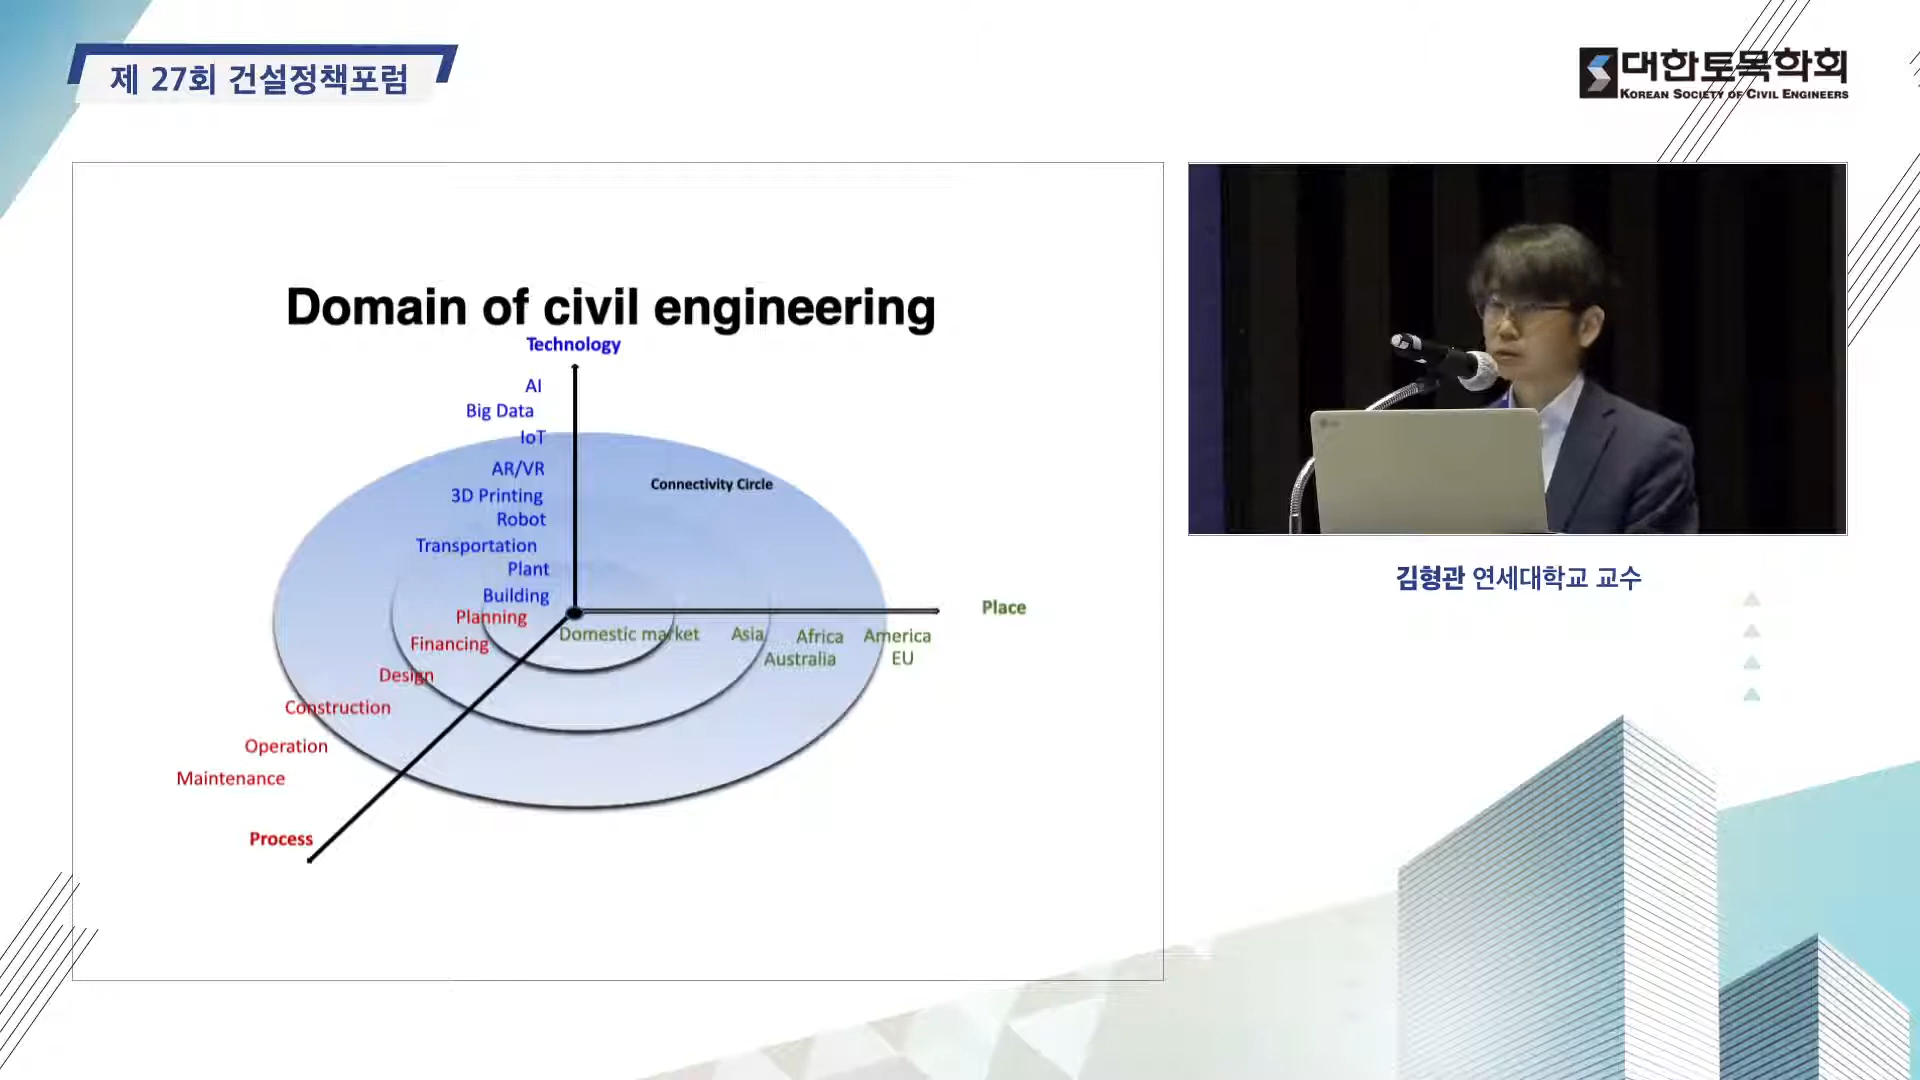 제 27회 건설정책포럼
대한토목학회
KOREAN SOCIETY OF CIVIL ENGINEERS
Domain of civil engineering
Technology
AI
Big Data
IoT
AR/VR
Connectivity Circle
3D Printing
Robot
Transportation
Plant
Building
Planning
Place
Domestic market
Asia
Africa
America
Financing
Australia
EU
Design
Construction
Operation
Maintenance
Process
김형관 연세대학교 교수
LG